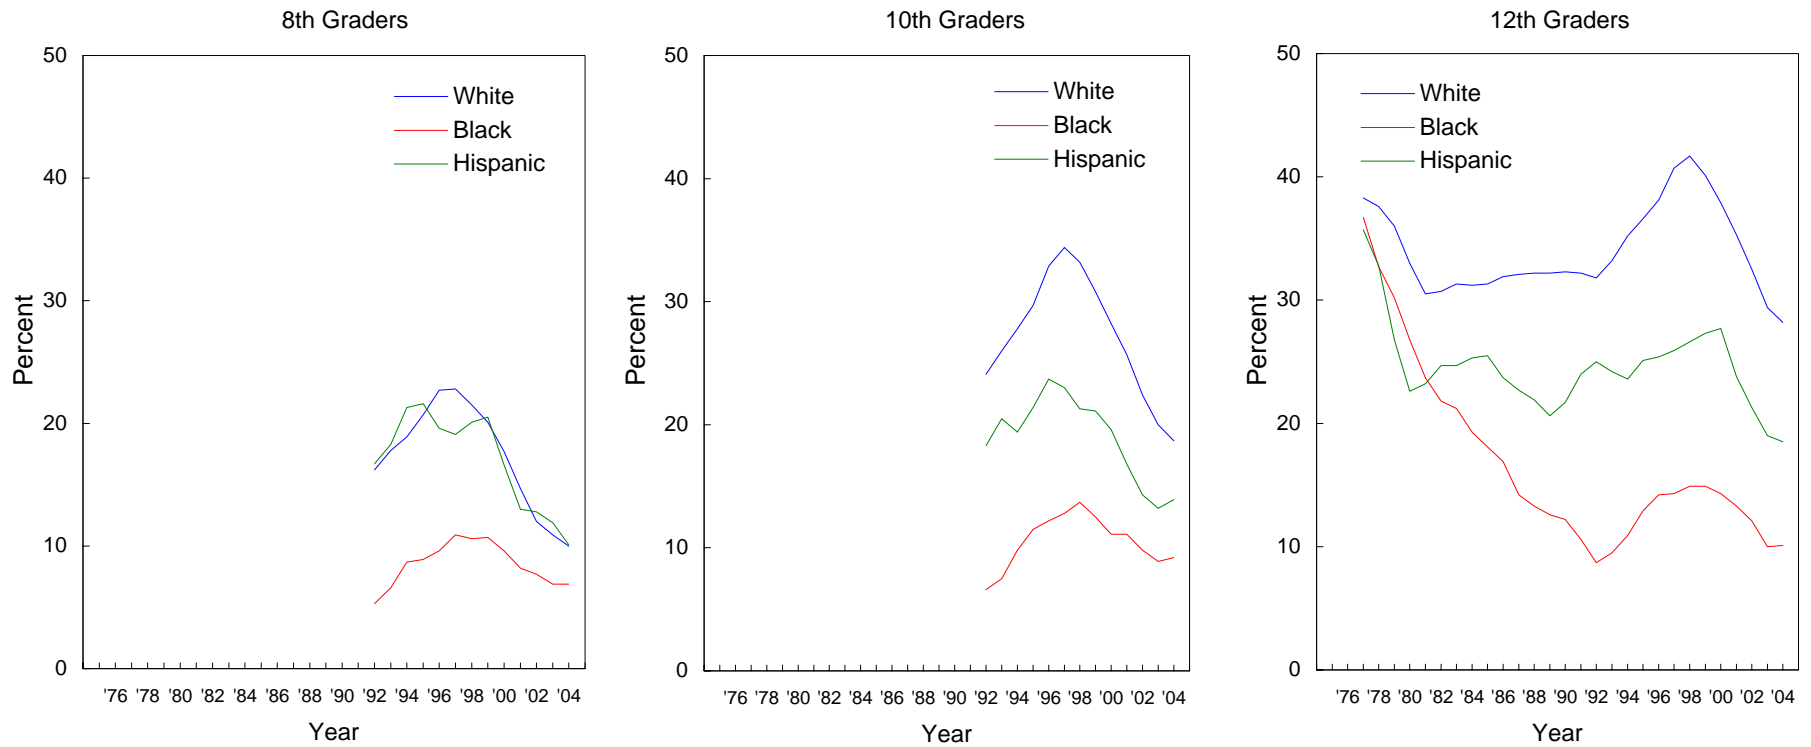 8th Graders
50
40
30
20
10
0
Percent
White
Black
Hispanic
'76 '78 '80 '82 '84 '86 '88 '90 '92 '94 '96 '98 '00 '02 '04
Year
10th Graders
50
40
30
20
10
0
Percent
White
Black
Hispanic
'76 '78 '80 '82 '84 '86 '88 '90 '92 '94 '96 '98 '00 '02 '04
Year
12th Graders
50
40
30
20
10
0
Percent
White
Black
Hispanic
'76 '78 '80 '82 '84 '86 '88 '90 '92 '94 '96 '98 '00 '02 '04
Year